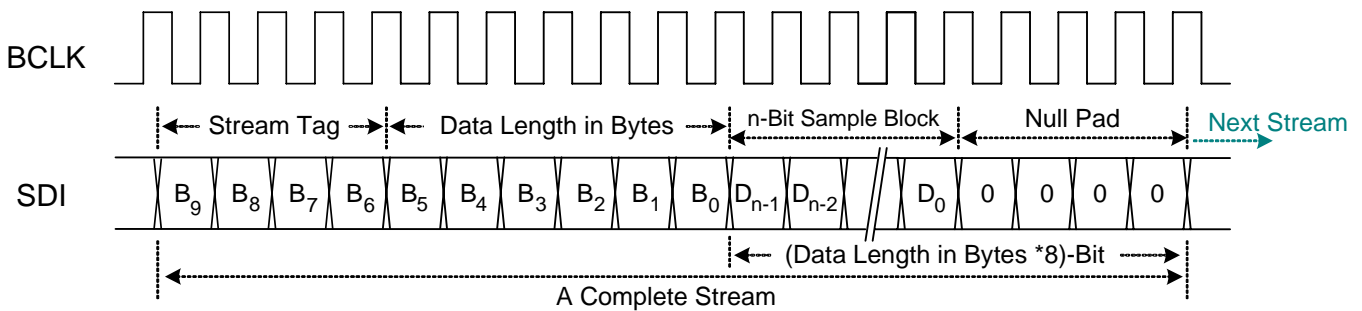 BCLK
Stream Tag
Data Length in Bytes
n-Bit Sample Block
Null Pad
Next Stream
SDI
B9 B8 B7 B6 B5 B4 B3 B2 B1 B0 Dn-1 Dn-2 D0 0 0 0 0
(Data Length in Bytes *8)-Bit
A Complete Stream